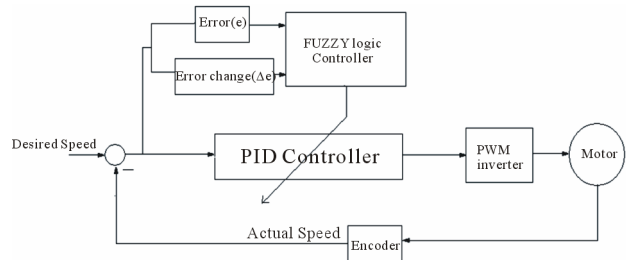 Error(e)
FUZZY logic
Controller
Error change(Δe)
Desired Speed
PID Controller
PWM
inverter
Motor
Actual Speed
Encoder